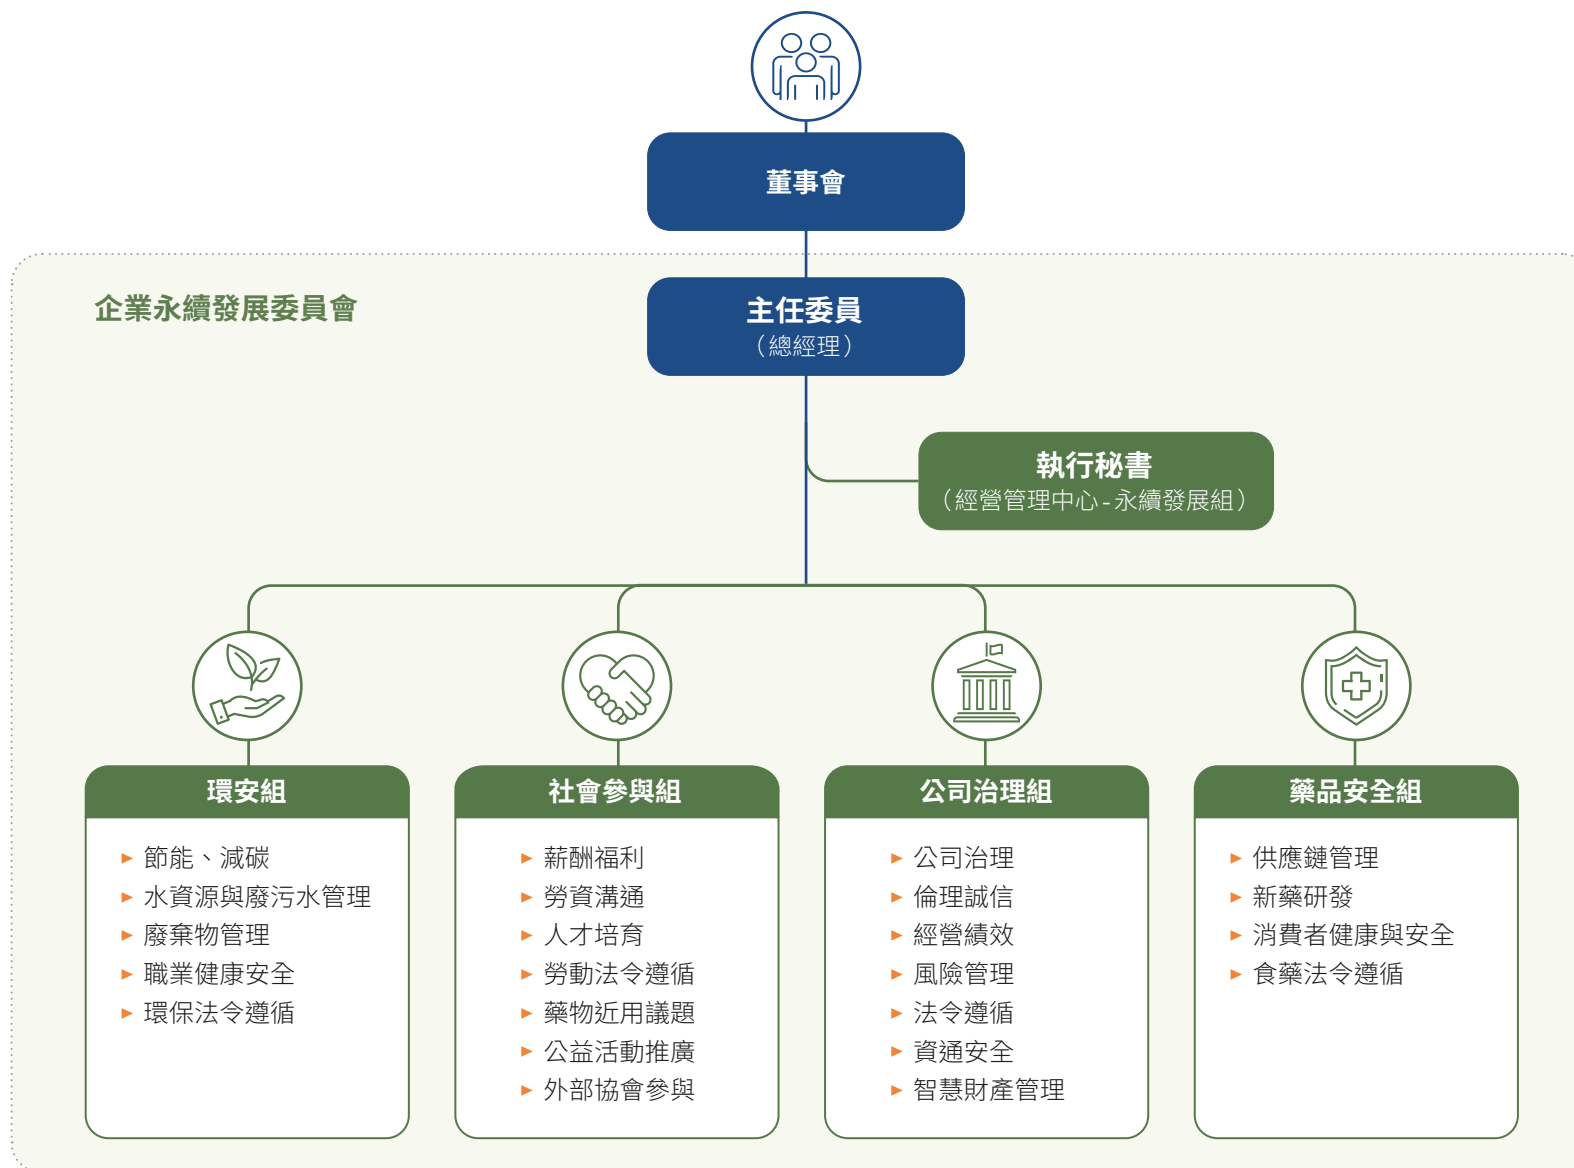 董事會
企業永續發展委員會
主任委員
（總經理）
執行秘書
（經營管理中心-永續發展組）
環安組
節能、減碳
水資源與廢污水管理
廢棄物管理
職業健康安全
環保法令遵循
社會參與組
薪酬福利
勞資溝通
人才培育
勞動法令遵循
藥物近用議題
公益活動推廣
外部協會參與
公司治理組
公司治理
倫理誠信
經營績效
風險管理
法令遵循
資通安全
智慧財產管理
藥品安全組
供應鏈管理
新藥研發
消費者健康與安全
食藥法令遵循